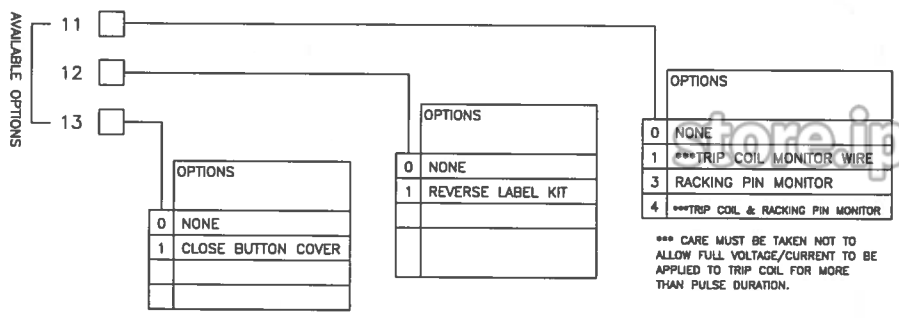 AVAILABLE OPTIONS
11
12
13
OPTIONS
0 NONE
1 CLOSE BUTTON COVER
OPTIONS
0 NONE
1 REVERSE LABEL KIT
OPTIONS
0 NONE
1 ***TRIP COIL MONITOR WIRE
3 RACKING PIN MONITOR
4 ***TRIP COIL & RACKING PIN MONITOR
*** CARE MUST BE TAKEN NOT TO
ALLOW FULL VOLTAGE/CURRENT TO BE
APPLIED TO TRIP COIL FOR MORE
THAN PULSE DURATION.
store.ip